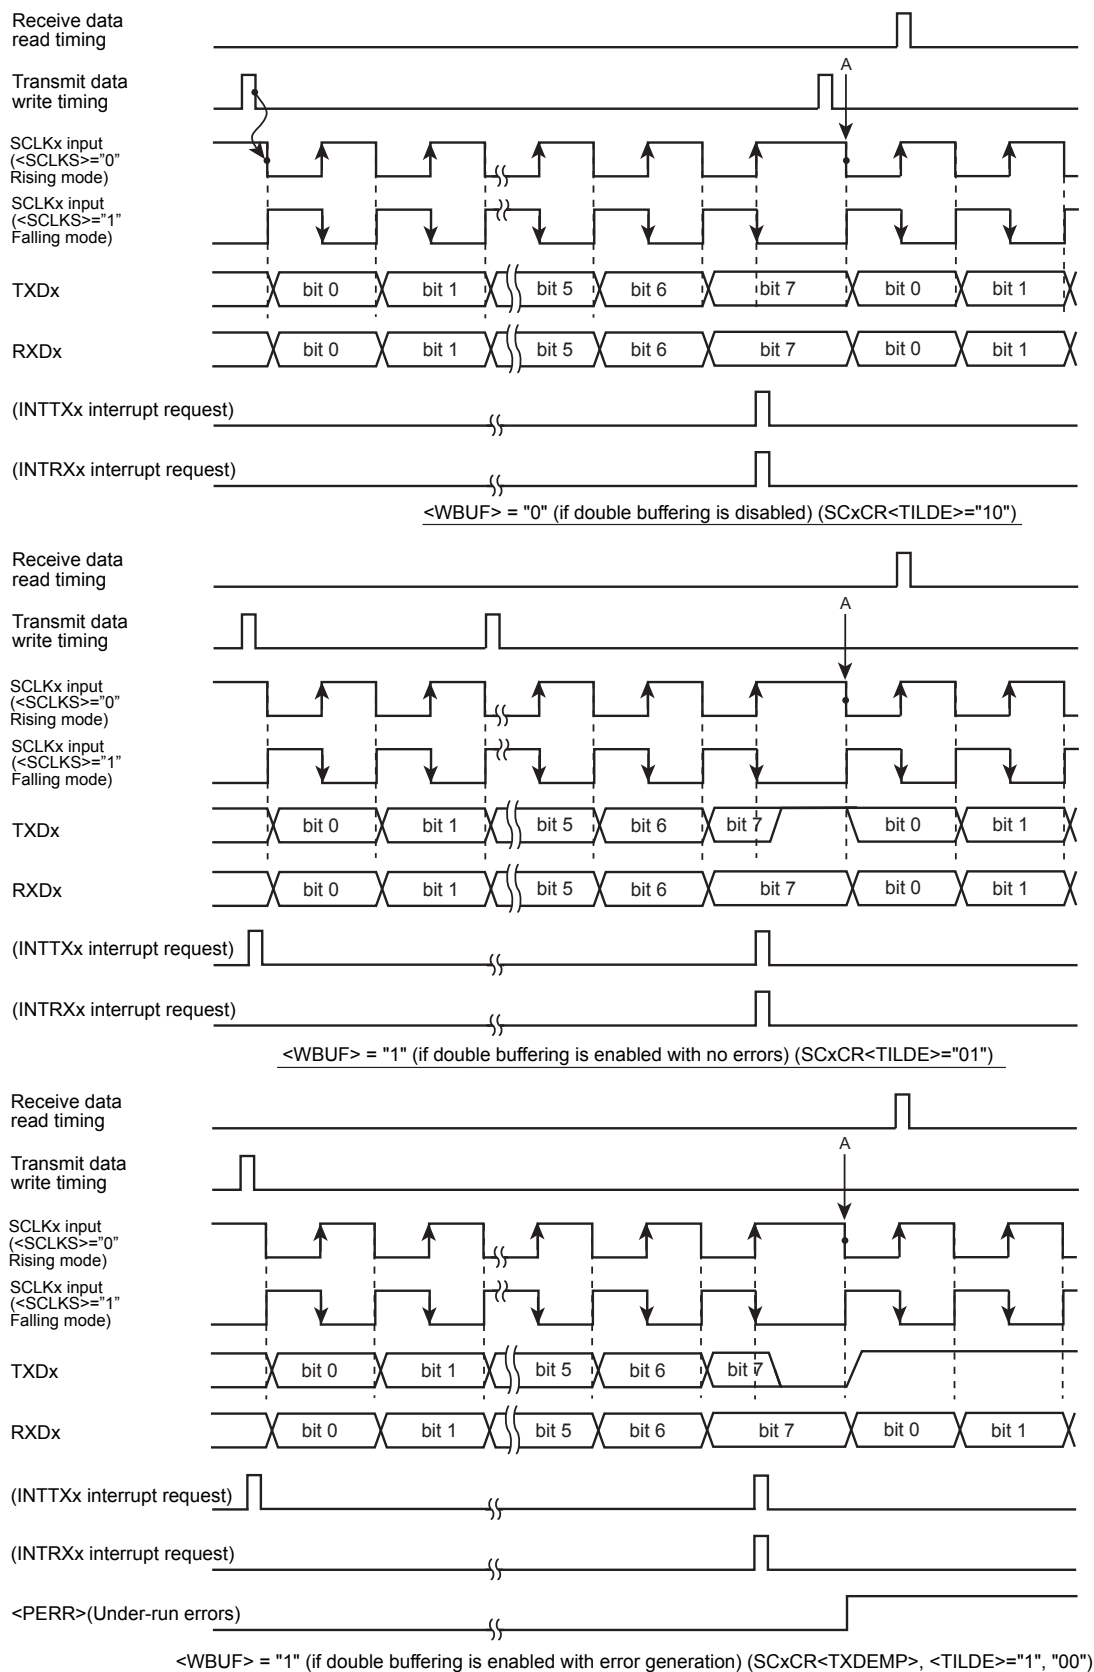 Receive data
read timing
A
Transmit data
write timing
SCLKx input
(<SCLKS>="0"
Rising mode)
SCLKx input
(<SCLKS>="1"
Falling mode)
TXDx bit 0 bit 1 bit 5 bit 6 bit 7 bit 0 bit 1
RXDx bit 0 bit 1 bit 5 bit 6 bit 7 bit 0 bit 1
(INTTXx interrupt request)
(INTRXx interrupt request)
<WBUF> = "0" (if double buffering is disabled) (SCxCR<TILDE>="10")
Receive data
read timing
A
Transmit data
write timing
SCLKx input
(<SCLKS>="0"
Rising mode)
SCLKx input
(<SCLKS>="1"
Falling mode)
TXDx bit 0 bit 1 bit 5 bit 6 bit 7 bit 0 bit 1
RXDx bit 0 bit 1 bit 5 bit 6 bit 7 bit 0 bit 1
(INTTXx interrupt request)
(INTRXx interrupt request)
<WBUF> = "1" (if double buffering is enabled with no errors) (SCxCR<TILDE>="01")
Receive data
read timing
A
Transmit data
write timing
SCLKx input
(<SCLKS>="0"
Rising mode)
SCLKx input
(<SCLKS>="1"
Falling mode)
TXDx bit 0 bit 1 bit 5 bit 6 bit 7
RXDx bit 0 bit 1 bit 5 bit 6 bit 7 bit 0 bit 1
(INTTXx interrupt request)
(INTRXx interrupt request)
<PERR>(Under-run errors)
<WBUF> = "1" (if double buffering is enabled with error generation) (SCxCR<TXDEMP>, <TILDE>="1", "00")